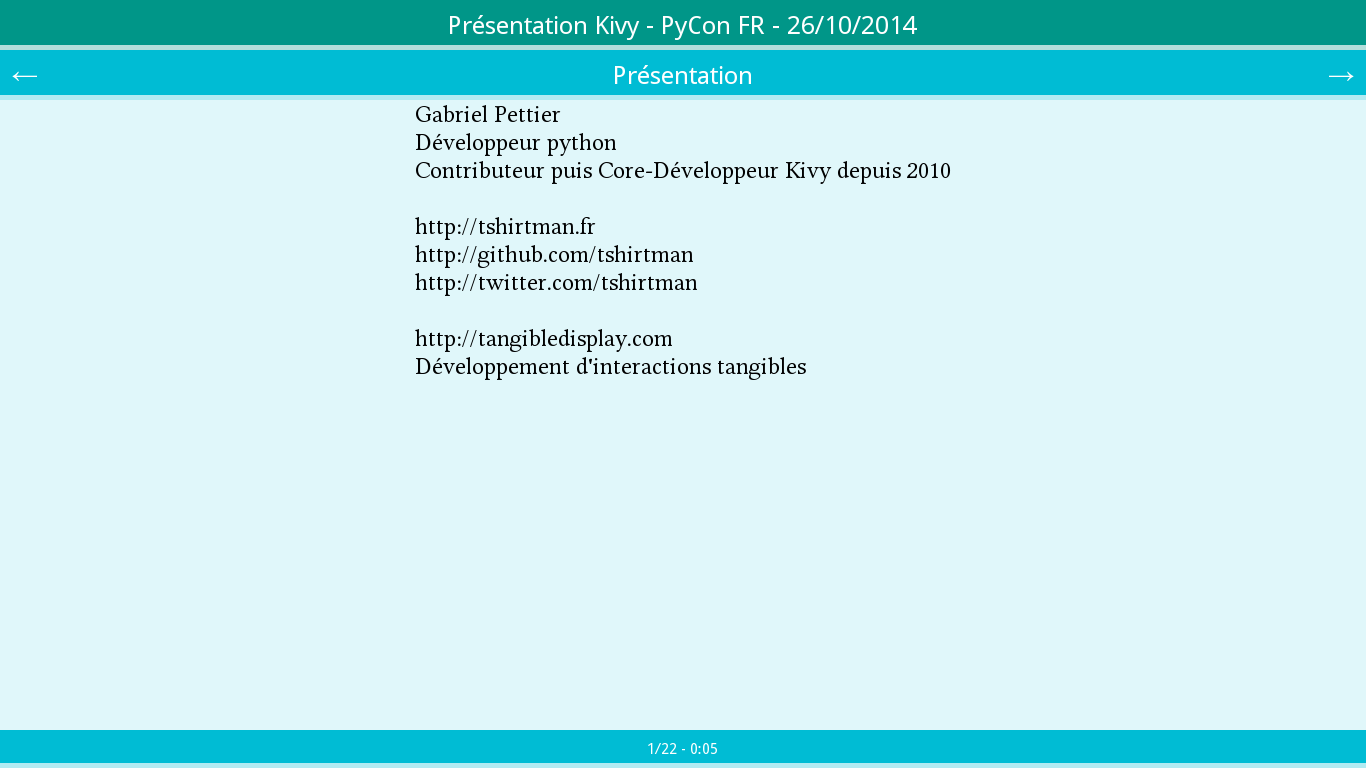 Présentation Kivy - PyCon FR - 26/10/2014
← Présentation →
Gabriel Pettier
Développeur python
Contributeur puis Core-Développeur Kivy depuis 2010
http://tshirtman.fr
http://github.com/tshirtman
http://twitter.com/tshirtman
http://tangibledisplay.com
Développement d'interactions tangibles
1/22 - 0:05